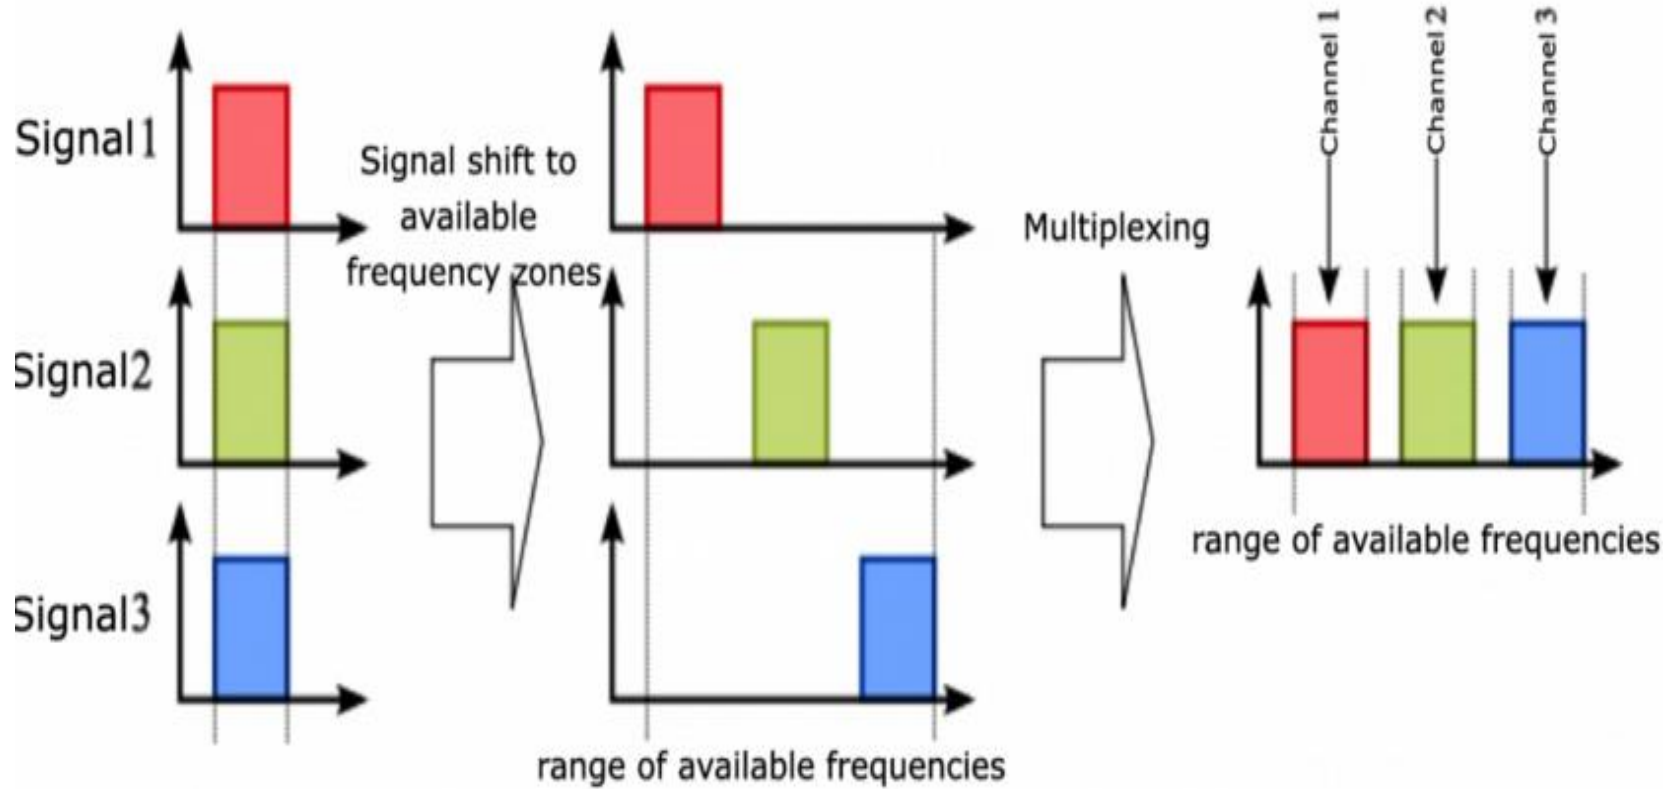 Signal1
Signal shift to
available
frequency zones
Signal2
Signal3
range of available frequencies
Multiplexing
Channel 1
Channel 2
Channel 3
range of available frequencies